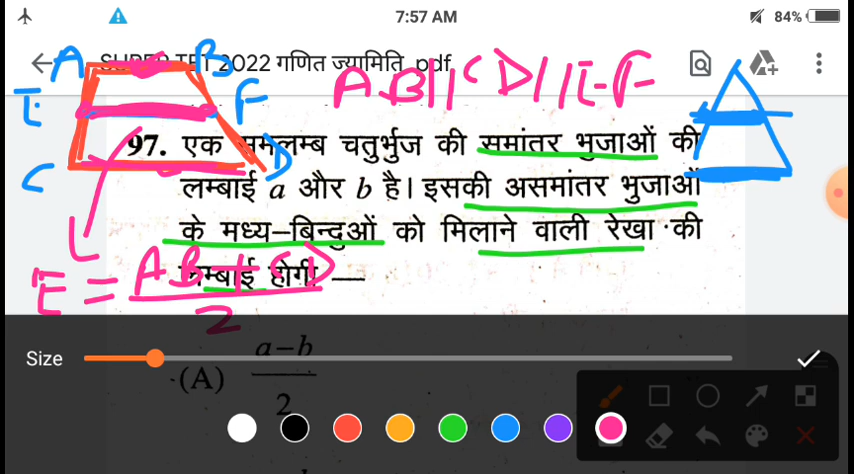 7:57 AM
84%
SUPER TET 2022 गणित ज्यामिति .pdf
A B
E F
C D
AB||CD||EF
97. एक समलम्ब चतुर्भुज की समांतर भुजाओं की
लम्बाई a और b है। इसकी असमांतर भुजाओं
के मध्य-बिन्दुओं को मिलाने वाली रेखा की
लम्बाई होगी —
E = AB+CD
2
Size
(A) a-b
2